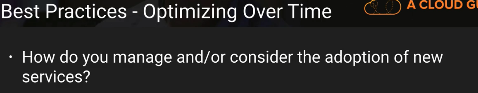 Best Practices - Optimizing Over Time
A CLOUD
· How do you manage and/or consider the adoption of new
services?